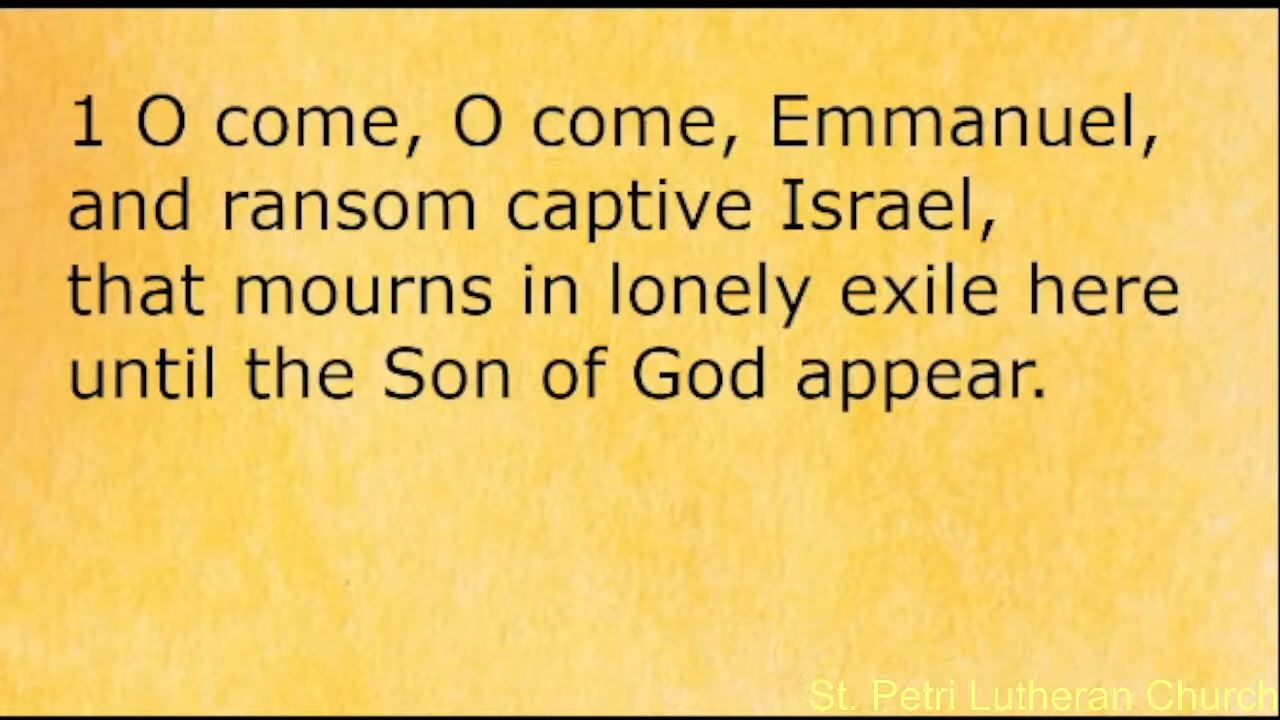 1 O come, O come, Emmanuel,
and ransom captive Israel,
that mourns in lonely exile here
until the Son of God appear.
St. Petri Lutheran Church